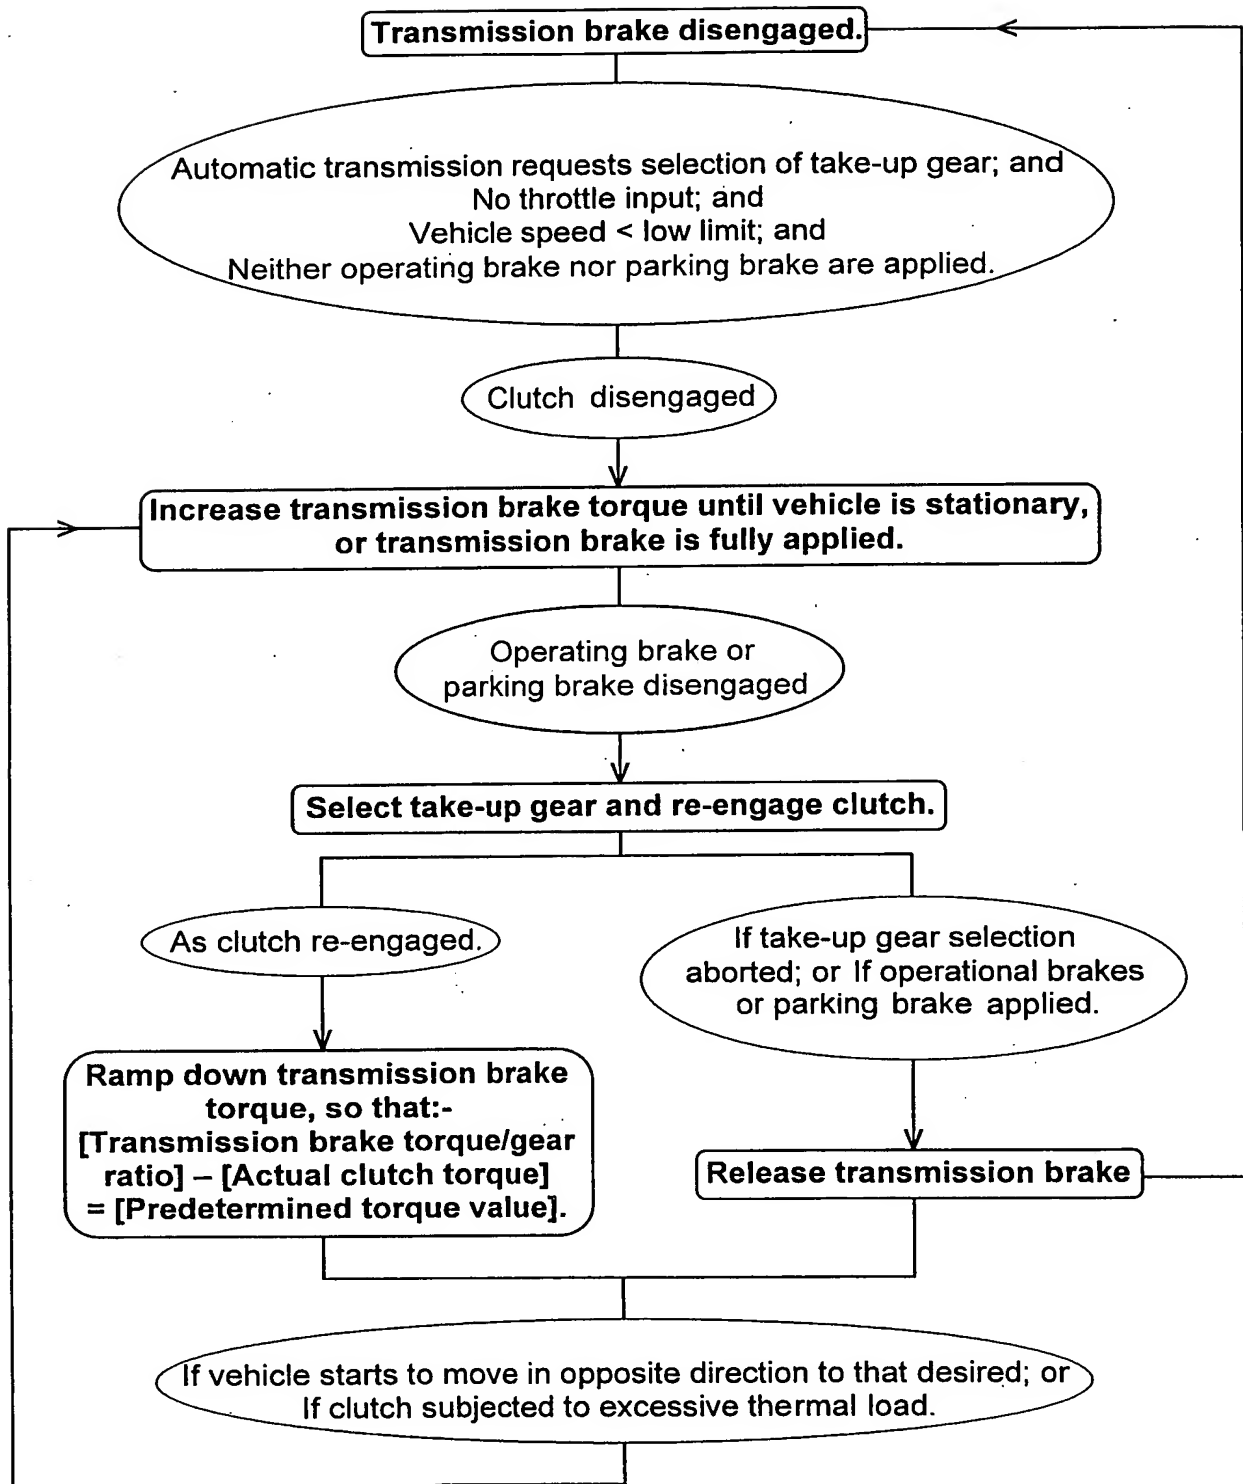 Transmission brake disengaged.
Automatic transmission requests selection of take-up gear; and
No throttle input; and
Vehicle speed < low limit; and
Neither operating brake nor parking brake are applied.
Clutch disengaged
Increase transmission brake torque until vehicle is stationary,
or transmission brake is fully applied.
Operating brake or
parking brake disengaged
Select take-up gear and re-engage clutch.
As clutch re-engaged.
If take-up gear selection
aborted; or If operational brakes
or parking brake applied.
Ramp down transmission brake
torque, so that:-
[Transmission brake torque/gear
ratio] – [Actual clutch torque]
= [Predetermined torque value].
Release transmission brake
If vehicle starts to move in opposite direction to that desired; or
If clutch subjected to excessive thermal load.